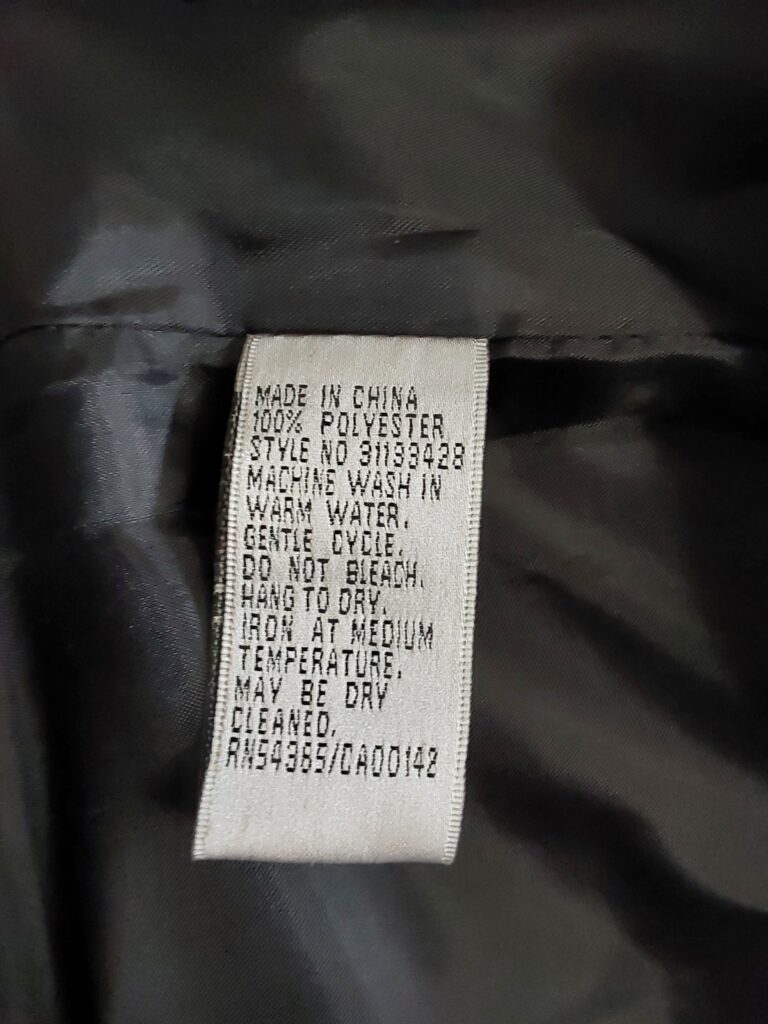 MADE IN CHINA
100% POLYESTER
STYLE NO 31133428
MACHINE WASH IN
WARM WATER.
GENTLE CYCLE.
DO NOT BLEACH.
HANG TO DRY.
IRON AT MEDIUM
TEMPERATURE.
MAY BE DRY
CLEANED.
RN54385/CA00142